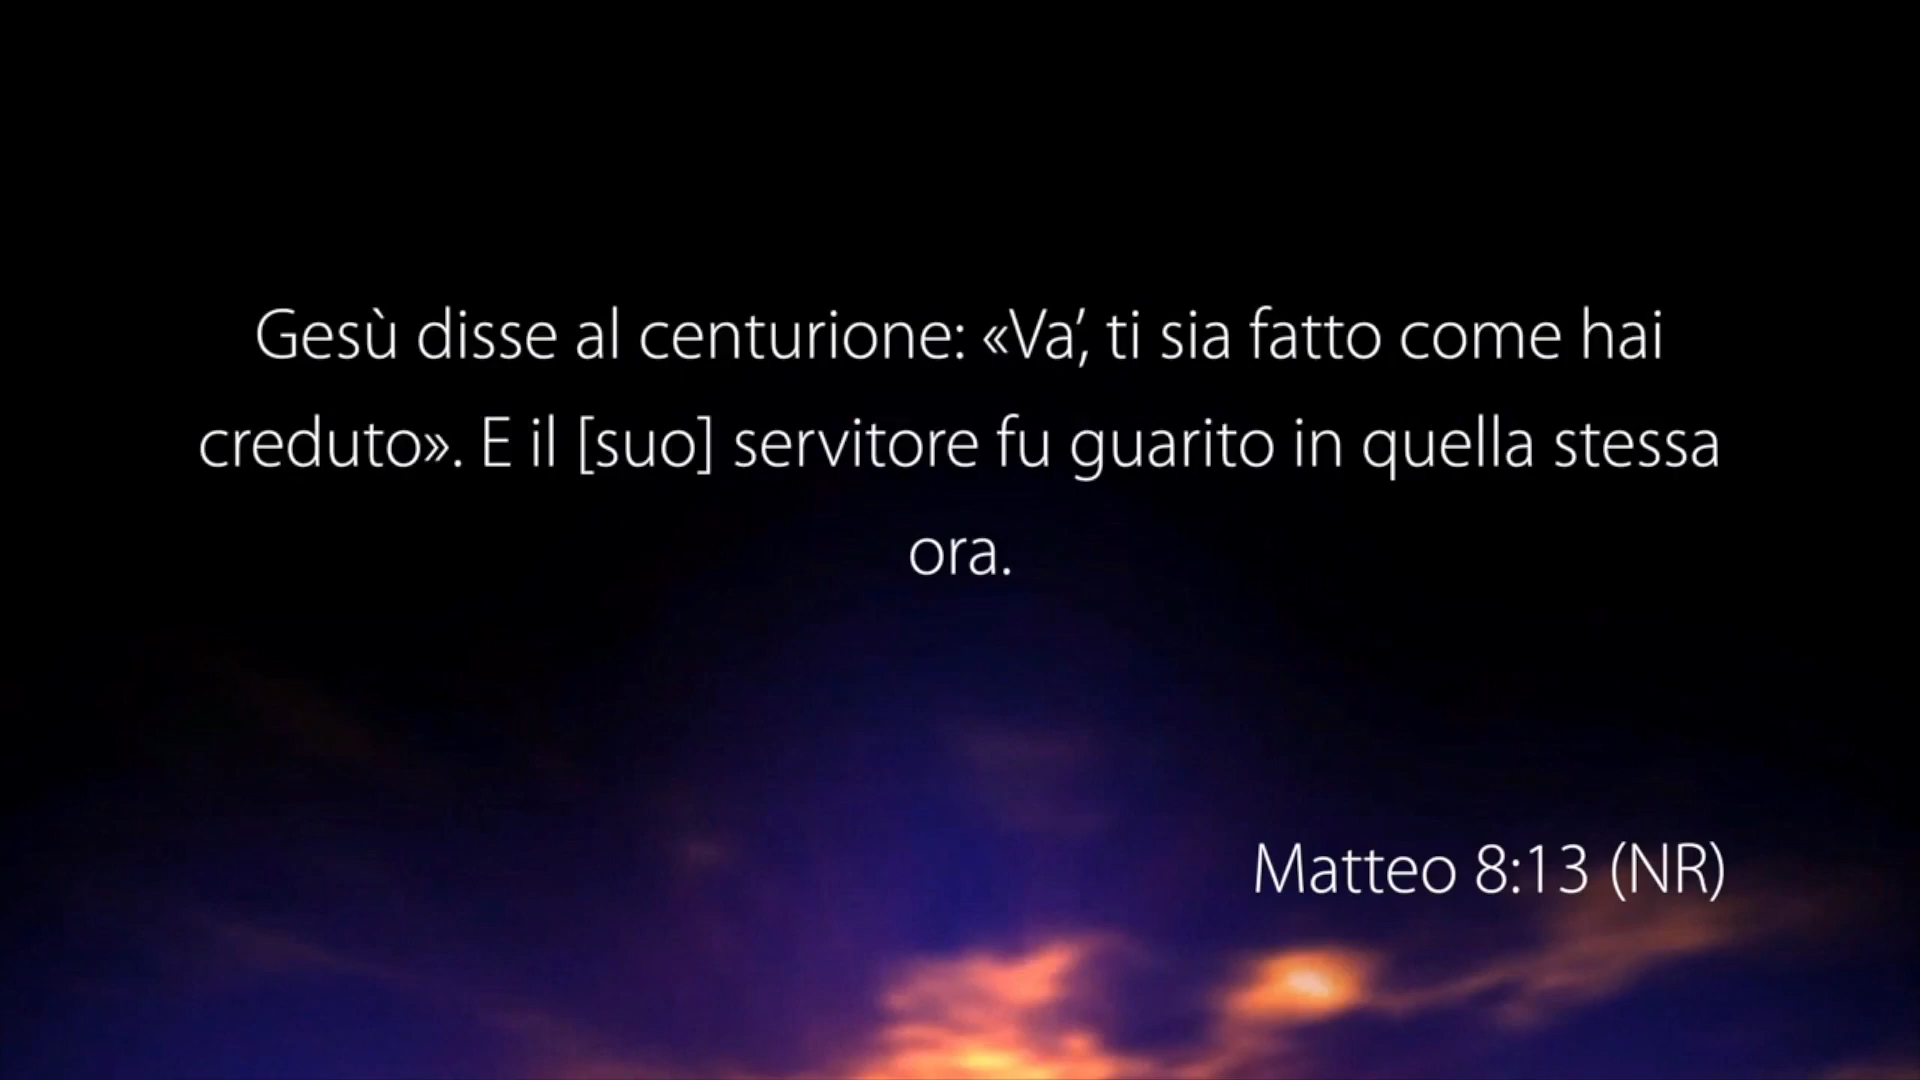 Gesù disse al centurione: «Va’, ti sia fatto come hai
creduto». E il [suo] servitore fu guarito in quella stessa
ora.
Matteo 8:13 (NR)